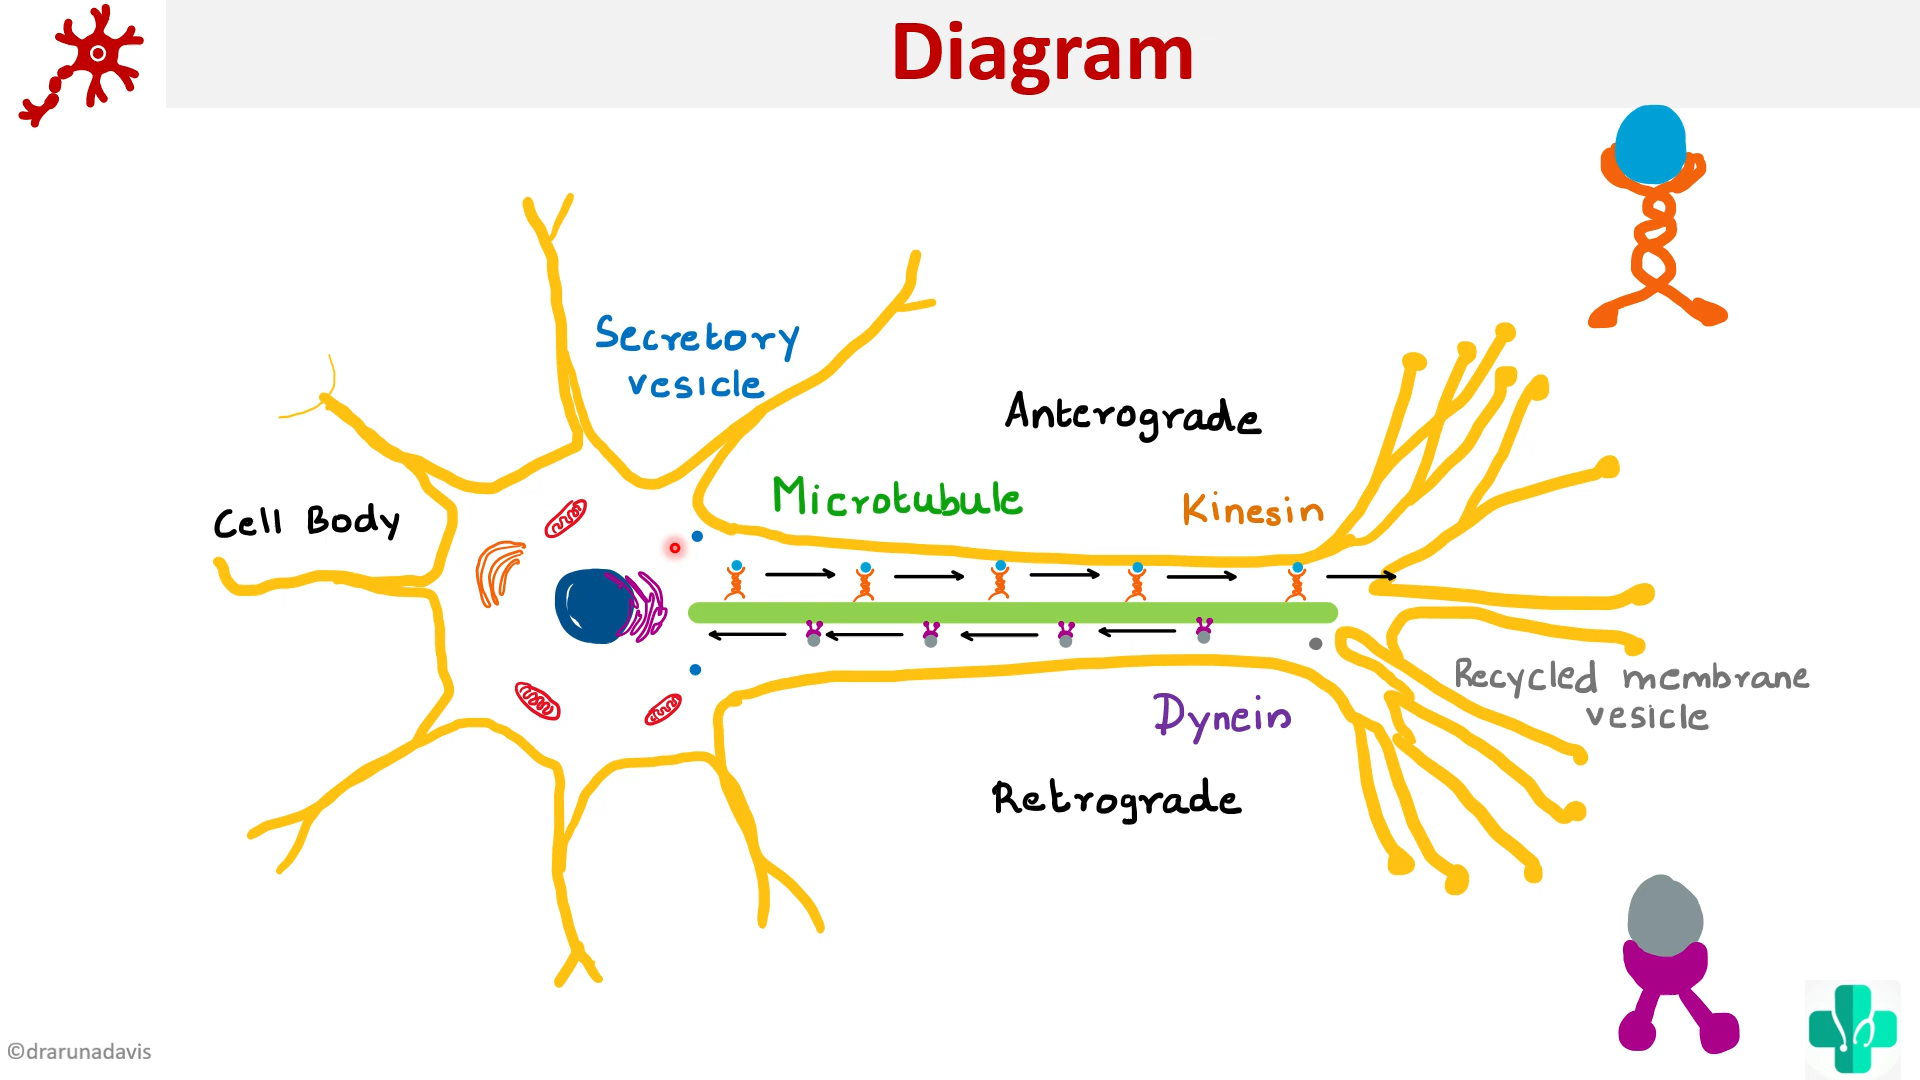 Diagram
Secretory
vesicle
Anterograde
Microtubule
Kinesin
Cell Body
Recycled membrane
vesicle
Dynein
Retrograde
©drarunadavis